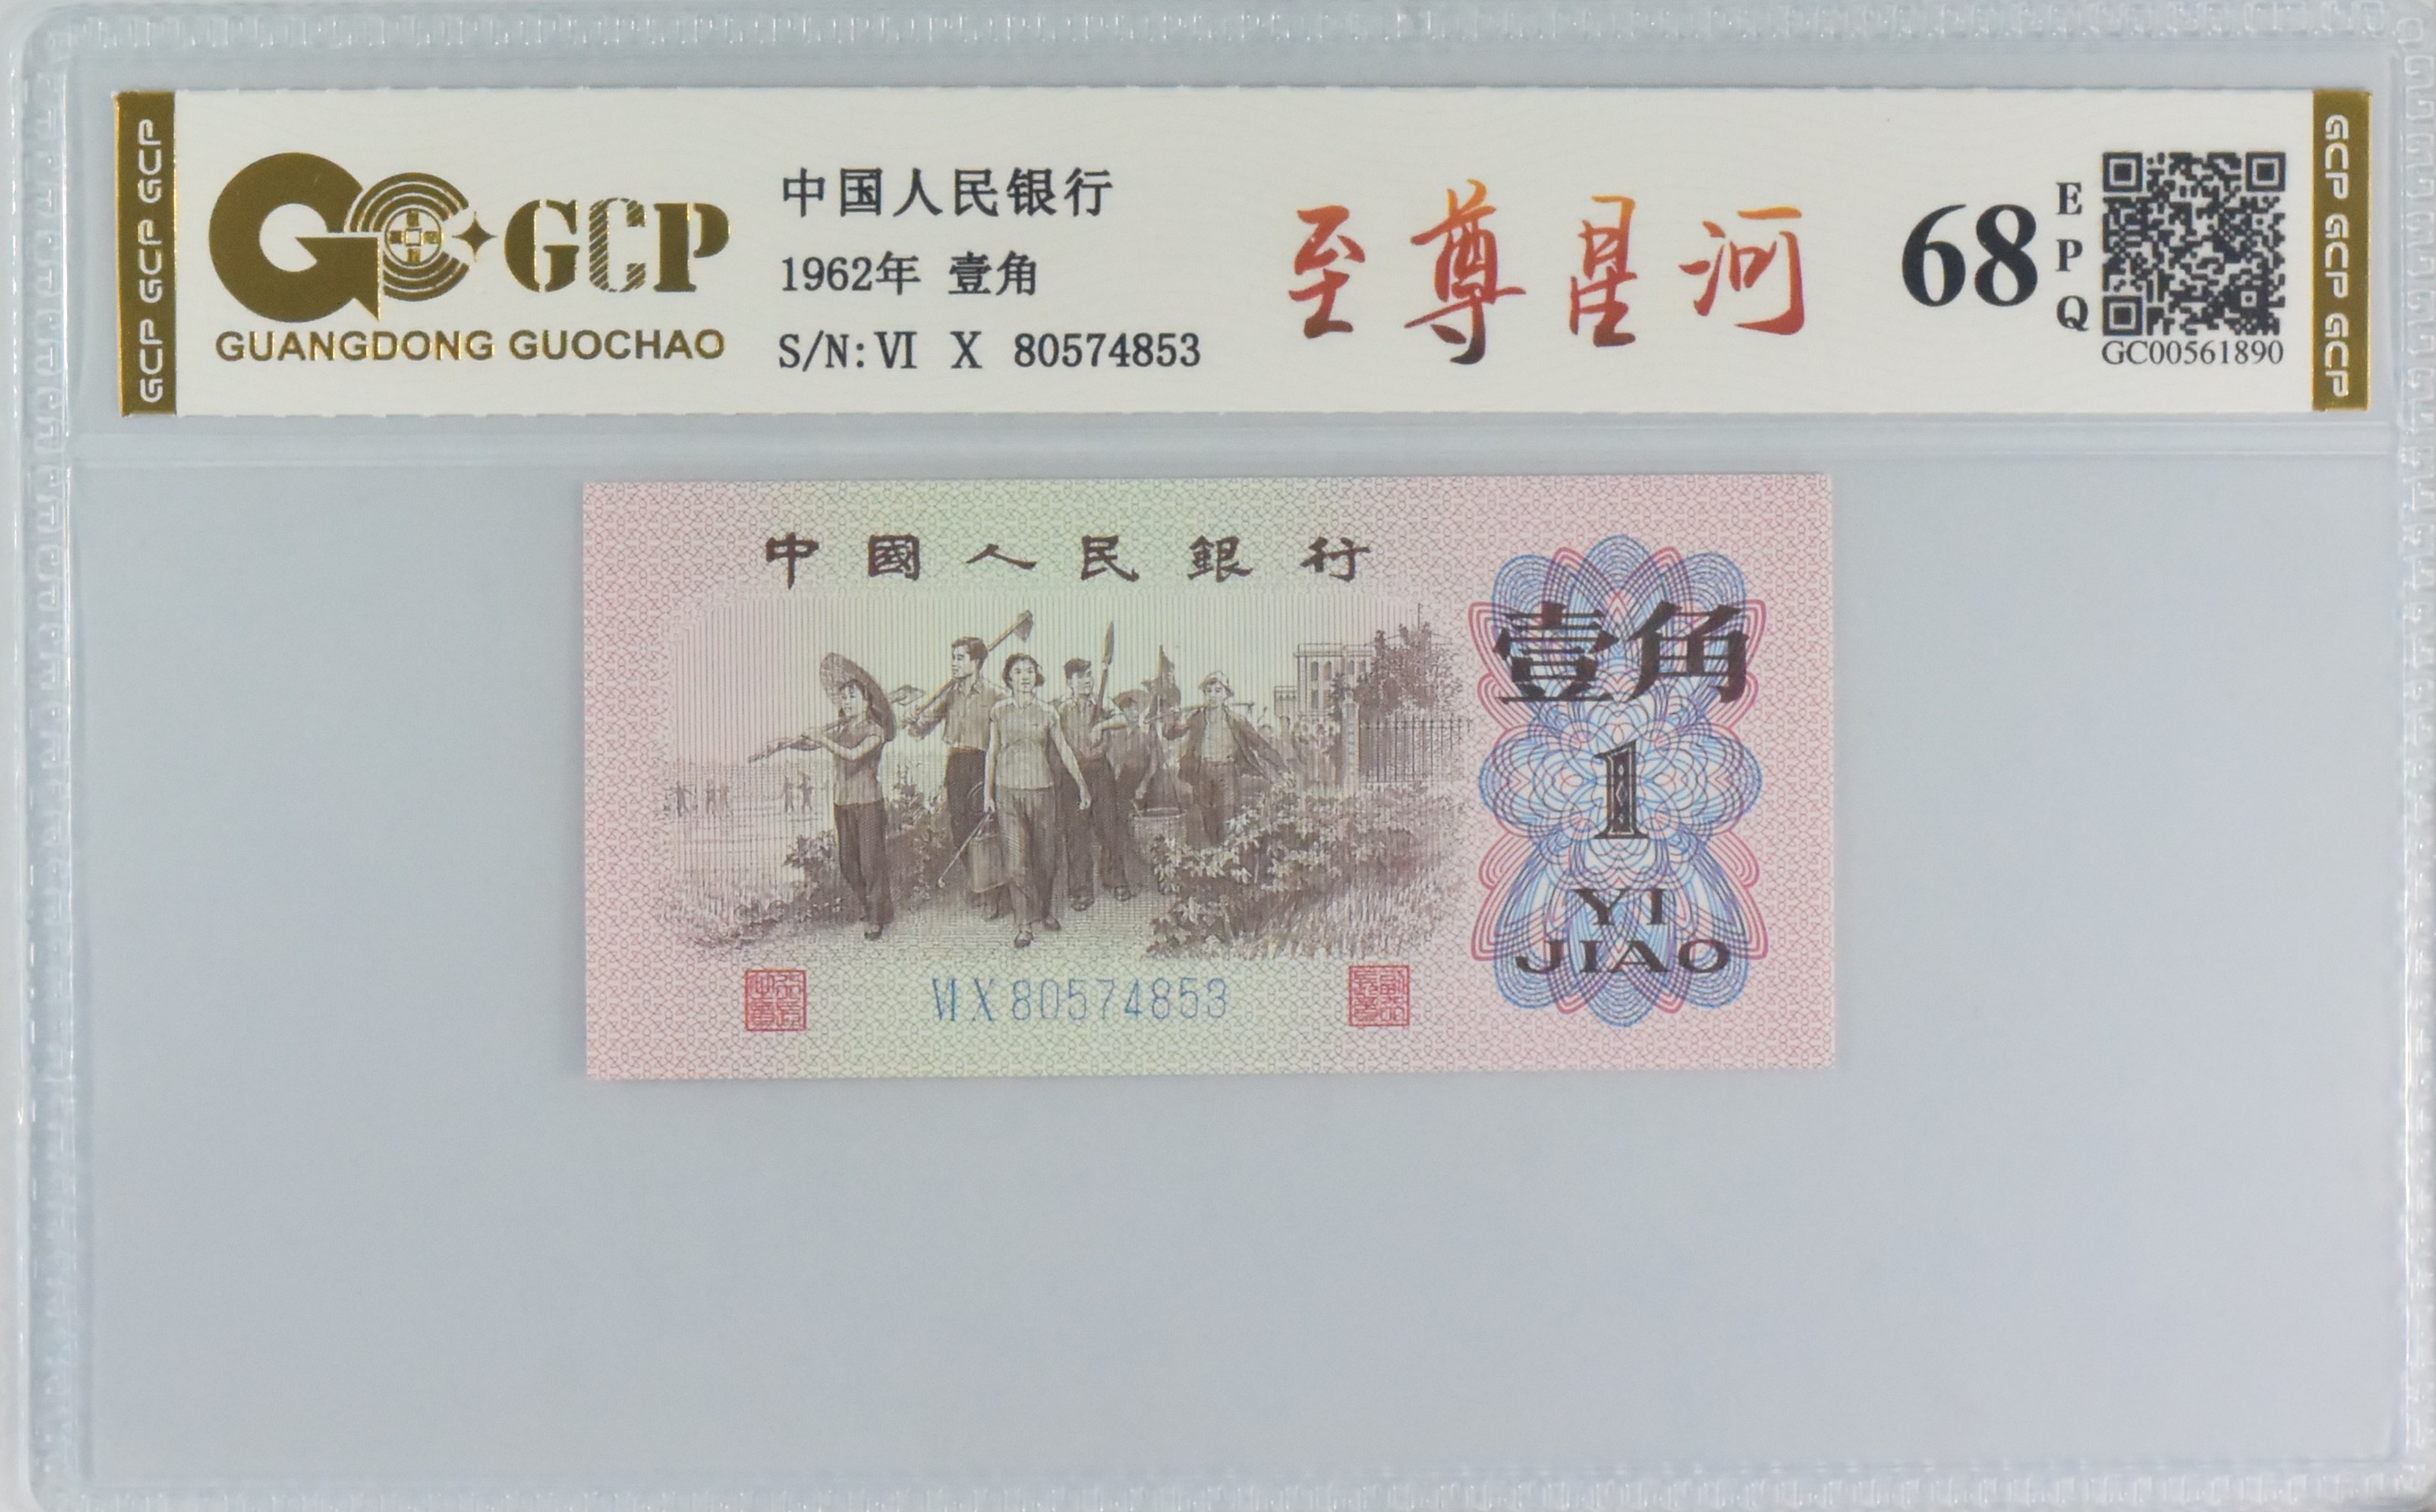 GCP GCP GCP
GCP
GUANGDONG GUOCHAO
中国人民银行
1962年 壹角
S/N: VI X 80574853
至尊星河
68
EPQ
GC00561890
GCP GCP GCP
中國人民銀行
壹角
1
YI
JIAO
VI X 80574853